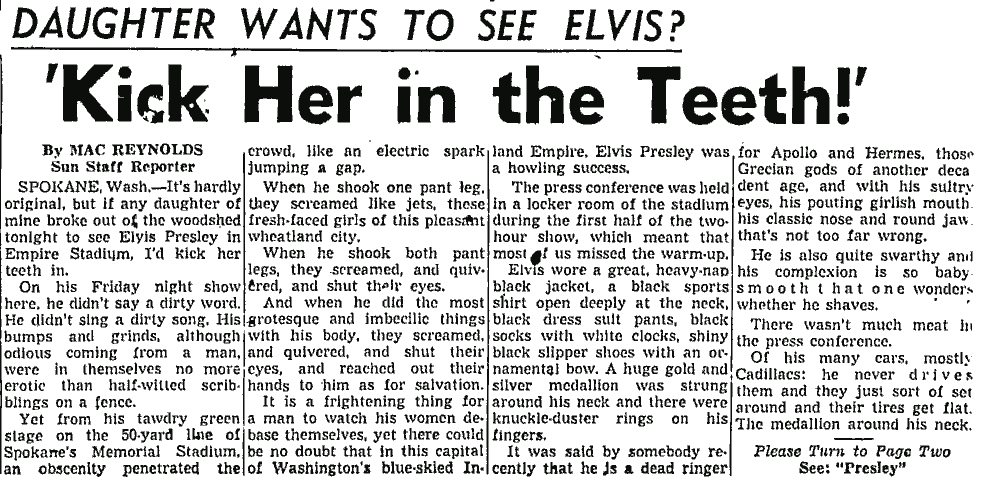 DAUGHTER WANTS TO SEE ELVIS?
'Kick Her in the Teeth!'
By MAC REYNOLDS
Sun Staff Reporter
SPOKANE, Wash.—It's hardly
original, but if any daughter of
mine broke out of the woodshed
tonight to see Elvis Presley in
Empire Stadium, I'd kick her
teeth in.
On his Friday night show
here, he didn't say a dirty word.
He didn't sing a dirty song. His
bumps and grinds, although
odious coming from a man,
were in themselves no more
erotic than half-witted scrib-
blings on a fence.
Yet from his tawdry green
stage on the 50-yard line of
Spokane's Memorial Stadium,
an obscenity penetrated the
crowd, like an electric spark
jumping a gap.
When he shook one pant leg,
they screamed like jets, these
fresh-faced girls of this pleasant
wheatland city.
When he shook both pant
legs, they screamed, and quiv-
ered, and shut their eyes.
And when he did the most
grotesque and imbecilic things
with his body, they screamed,
and quivered, and shut their
eyes, and reached out their
hands to him as for salvation.
It is a frightening thing for
a man to watch his women de-
base themselves, yet there could
be no doubt that in this capital
of Washington's blue-skied In-
land Empire, Elvis Presley was
a howling success.
The press conference was held
in a locker room of the stadium
during the first half of the two-
hour show, which meant that
most of us missed the warm-up.
Elvis wore a great, heavy-nap
black jacket, a black sports
shirt open deeply at the neck,
black dress suit pants, black
socks with white clocks, shiny
black slipper shoes with an or-
namental bow. A huge gold and
silver medallion was strung
around his neck and there were
knuckle-duster rings on his
fingers.
It was said by somebody re-
cently that he is a dead ringer
for Apollo and Hermes, those
Grecian gods of another deca
dent age, and with his sultry
eyes, his pouting girlish mouth
his classic nose and round jaw
that's not too far wrong.
He is also quite swarthy and
his complexion is so baby
smooth that one wonders
whether he shaves.
There wasn't much meat in
the press conference.
Of his many cars, mostly
Cadillacs: he never drives
them and they just sort of set
around and their tires get flat.
The medallion around his neck.
Please Turn to Page Two
See: "Presley"